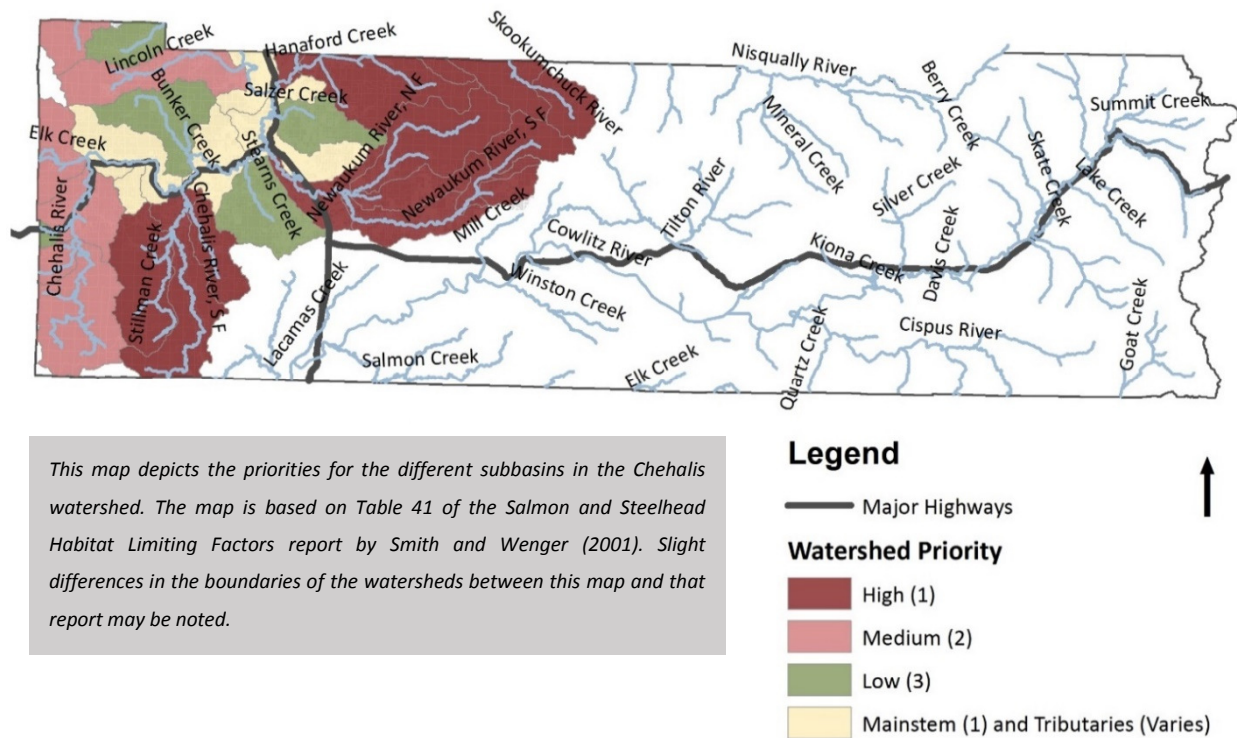 Hanaford Creek
Skookumchuck River
Lincoln Creek
Nisqually River
Berry Creek
Summit Creek
Bunker Creek
Salzer Creek
Newaukum River, N F
Mineral Creek
Elk Creek
Stearns Creek
Skate Creek
Lake Creek
Silver Creek
Newaukum River, S F
Newaukum River
Tilton River
Mill Creek
Chehalis River
Chehalis River, S F
Stillman Creek
Cowlitz River
Kiona Creek
Davis Creek
Winston Creek
Lacamas Creek
Salmon Creek
Elk Creek
Quartz Creek
Cispus River
Goat Creek
This map depicts the priorities for the different subbasins in the Chehalis
watershed. The map is based on Table 41 of the Salmon and Steelhead
Habitat Limiting Factors report by Smith and Wenger (2001). Slight
differences in the boundaries of the watersheds between this map and that
report may be noted.
Legend
Major Highways
Watershed Priority
High (1)
Medium (2)
Low (3)
Mainstem (1) and Tributaries (Varies)